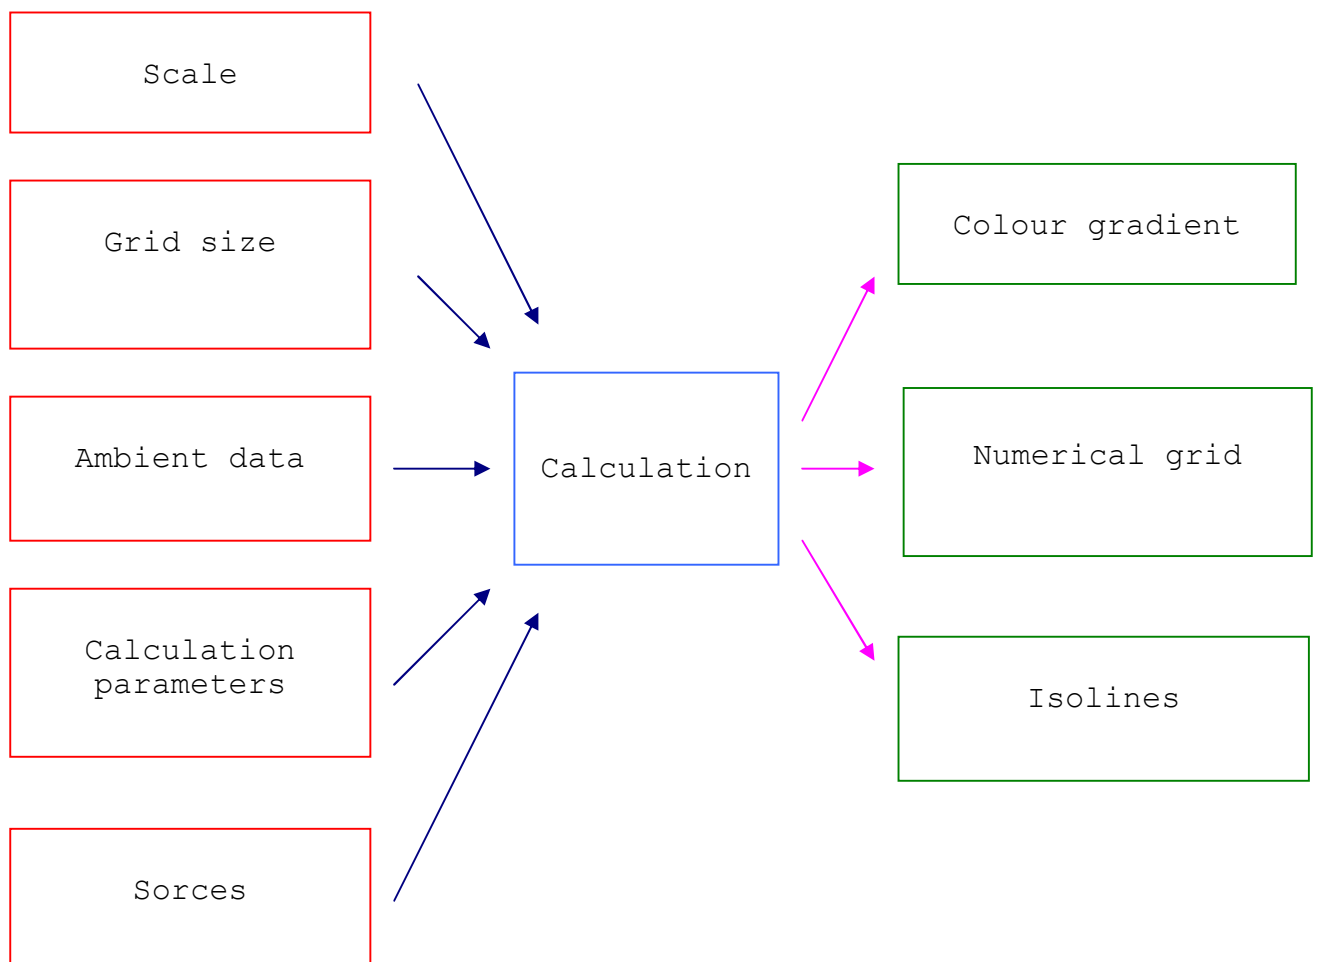 Scale
Grid size
Ambient data
Calculation
parameters
Sorces
Calculation
Colour gradient
Numerical grid
Isolines